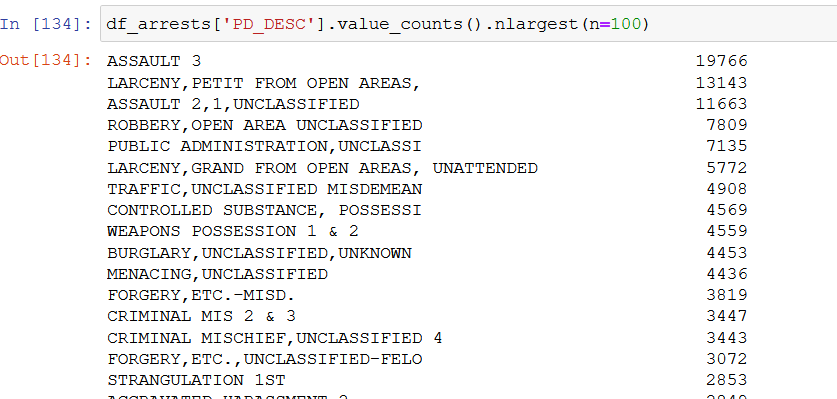 In [134]: df_arrests['PD_DESC'].value_counts().nlargest(n=100)
Out[134]: ASSAULT 3 19766
LARCENY,PETIT FROM OPEN AREAS, 13143
ASSAULT 2,1,UNCLASSIFIED 11663
ROBBERY,OPEN AREA UNCLASSIFIED 7809
PUBLIC ADMINISTRATION,UNCLASSI 7135
LARCENY,GRAND FROM OPEN AREAS, UNATTENDED 5772
TRAFFIC,UNCLASSIFIED MISDEMEAN 4908
CONTROLLED SUBSTANCE, POSSESSI 4569
WEAPONS POSSESSION 1 & 2 4559
BURGLARY,UNCLASSIFIED,UNKNOWN 4453
MENACING,UNCLASSIFIED 4436
FORGERY,ETC.-MISD. 3819
CRIMINAL MIS 2 & 3 3447
CRIMINAL MISCHIEF,UNCLASSIFIED 4 3443
FORGERY,ETC.,UNCLASSIFIED-FELO 3072
STRANGULATION 1ST 2853